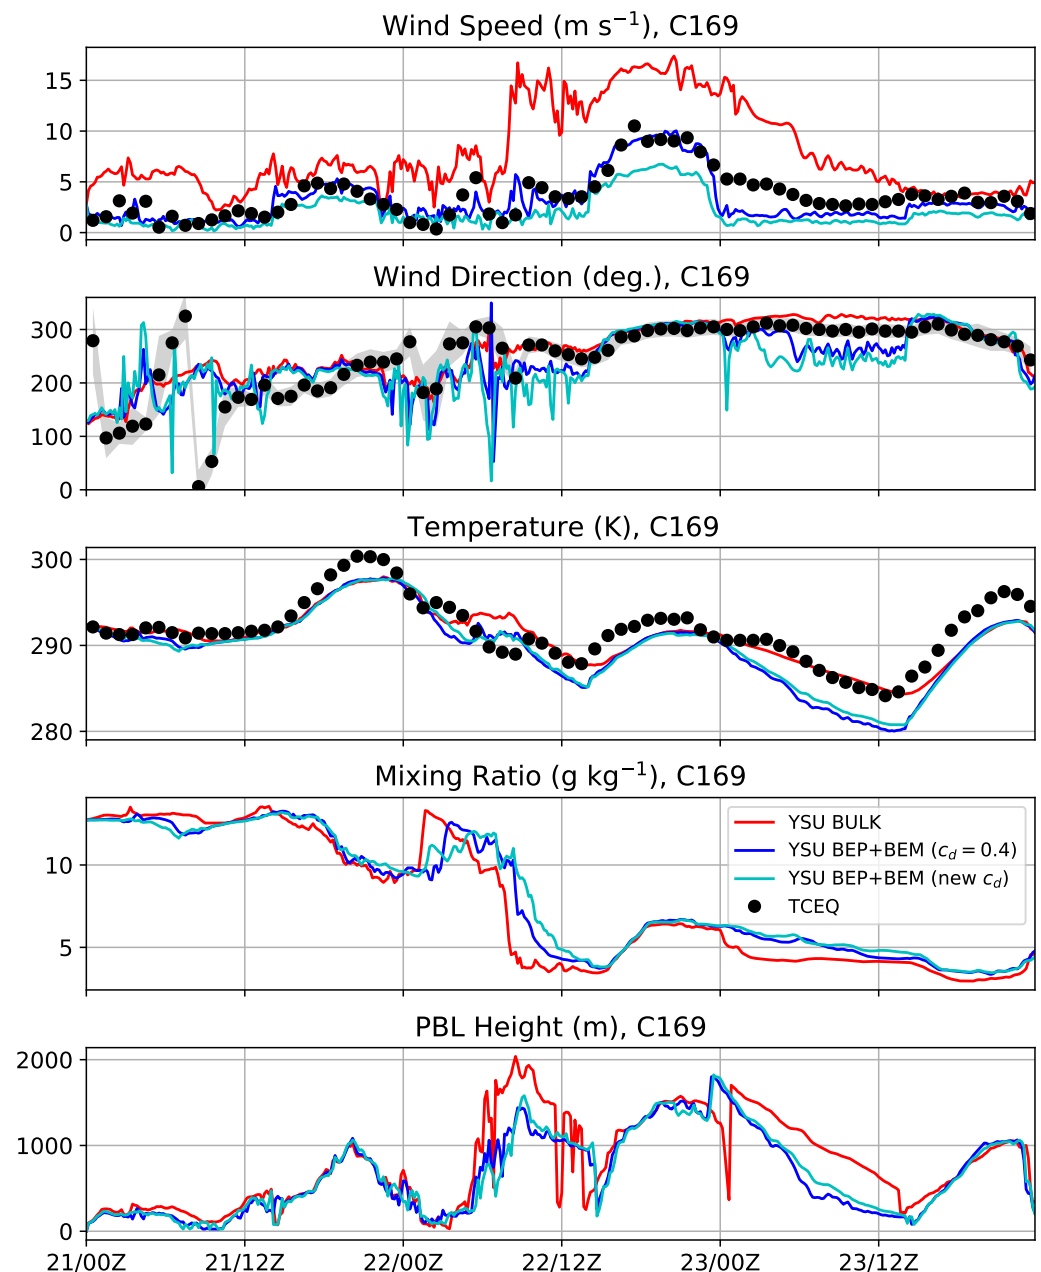 Wind Speed (m s⁻¹), C169
15
10
5
0
Wind Direction (deg.), C169
300
200
100
0
Temperature (K), C169
300
290
280
Mixing Ratio (g kg⁻¹), C169
10
5
YSU BULK
YSU BEP+BEM (c_d = 0.4)
YSU BEP+BEM (new c_d)
TCEQ
PBL Height (m), C169
2000
1000
0
21/00Z 21/12Z 22/00Z 22/12Z 23/00Z 23/12Z